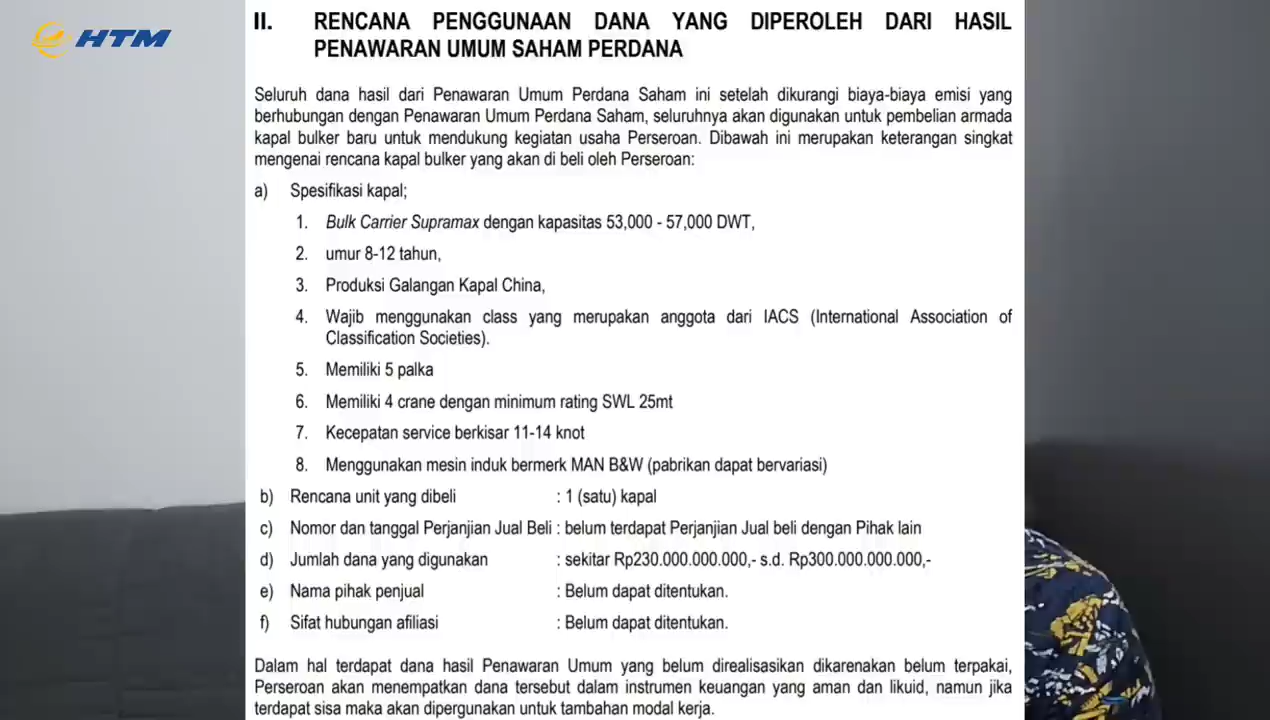 HTM
II. RENCANA PENGGUNAAN DANA YANG DIPEROLEH DARI HASIL
PENAWARAN UMUM SAHAM PERDANA
Seluruh dana hasil dari Penawaran Umum Perdana Saham ini setelah dikurangi biaya-biaya emisi yang
berhubungan dengan Penawaran Umum Perdana Saham, seluruhnya akan digunakan untuk pembelian armada
kapal bulker baru untuk mendukung kegiatan usaha Perseroan. Dibawah ini merupakan keterangan singkat
mengenai rencana kapal bulker yang akan di beli oleh Perseroan:
a) Spesifikasi kapal;
1. Bulk Carrier Supramax dengan kapasitas 53,000 - 57,000 DWT,
2. umur 8-12 tahun,
3. Produksi Galangan Kapal China,
4. Wajib menggunakan class yang merupakan anggota dari IACS (International Association of
Classification Societies).
5. Memiliki 5 palka
6. Memiliki 4 crane dengan minimum rating SWL 25mt
7. Kecepatan service berkisar 11-14 knot
8. Menggunakan mesin induk bermerk MAN B&W (pabrikan dapat bervariasi)
b) Rencana unit yang dibeli : 1 (satu) kapal
c) Nomor dan tanggal Perjanjian Jual Beli : belum terdapat Perjanjian Jual beli dengan Pihak lain
d) Jumlah dana yang digunakan : sekitar Rp230.000.000.000,- s.d. Rp300.000.000.000,-
e) Nama pihak penjual : Belum dapat ditentukan.
f) Sifat hubungan afiliasi : Belum dapat ditentukan.
Dalam hal terdapat dana hasil Penawaran Umum yang belum direalisasikan dikarenakan belum terpakai,
Perseroan akan menempatkan dana tersebut dalam instrumen keuangan yang aman dan likuid, namun jika
terdapat sisa maka akan dipergunakan untuk tambahan modal kerja.